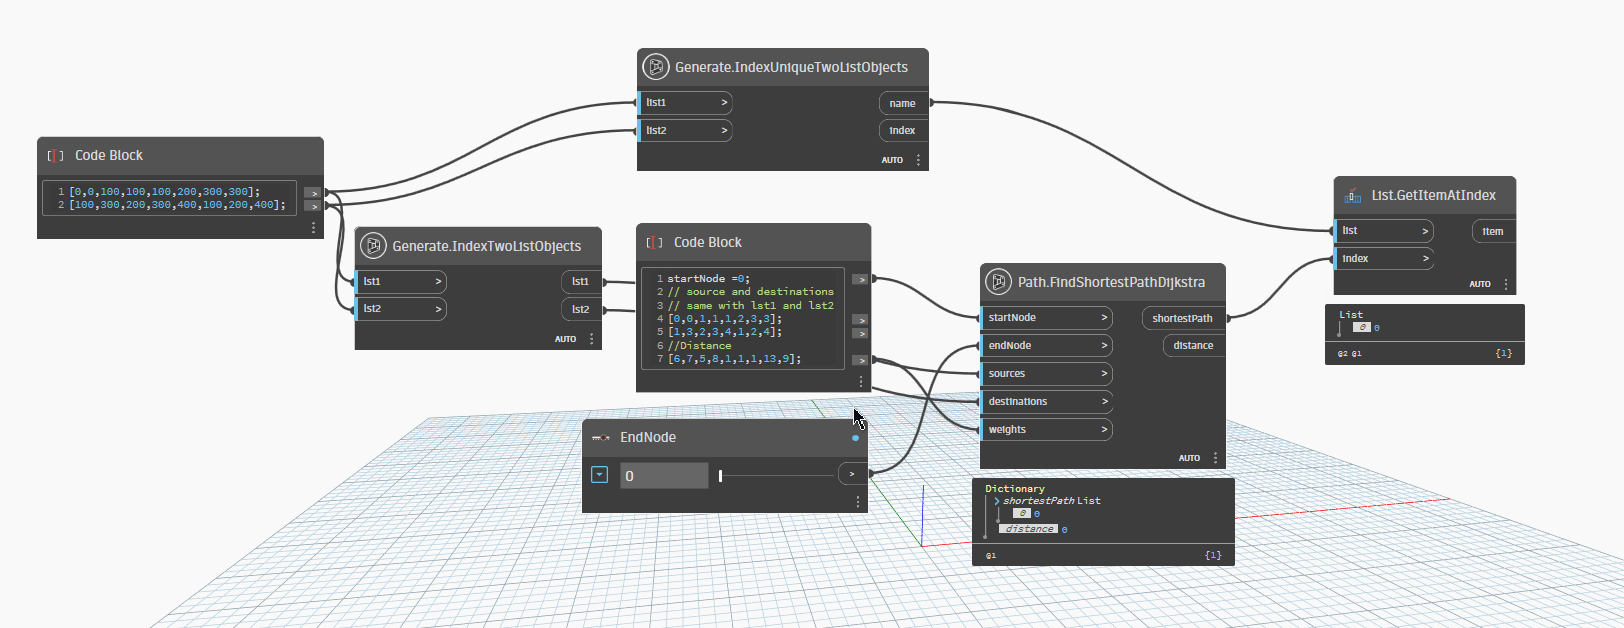 Generate.IndexUniqueTwoListObjects
list1 >
name
list2 >
index
AUTO
Code Block
1 [0,0,100,100,100,200,300,300];
2 [100,300,200,300,400,100,200,400];
>
>
Generate.IndexTwoListObjects
lst1 >
lst1
lst2 >
lst2
AUTO
Code Block
1 startNode =0;
2 // source and destinations
3 // same with lst1 and lst2
4 [0,0,1,1,1,2,3,3];
5 [1,3,2,3,4,1,2,4];
6 //Distance
7 [6,7,5,8,1,1,1,13,9];
>
>
>
>
EndNode
0
>
Path.FindShortestPathDijkstra
startNode >
shortestPath
endNode >
distance
sources >
destinations >
weights >
AUTO
Dictionary
> shortestPath List
0 0
distance 0
@1 {1}
List.GetItemAtIndex
list >
item
index >
AUTO
List
0 0
@2 @1 {1}